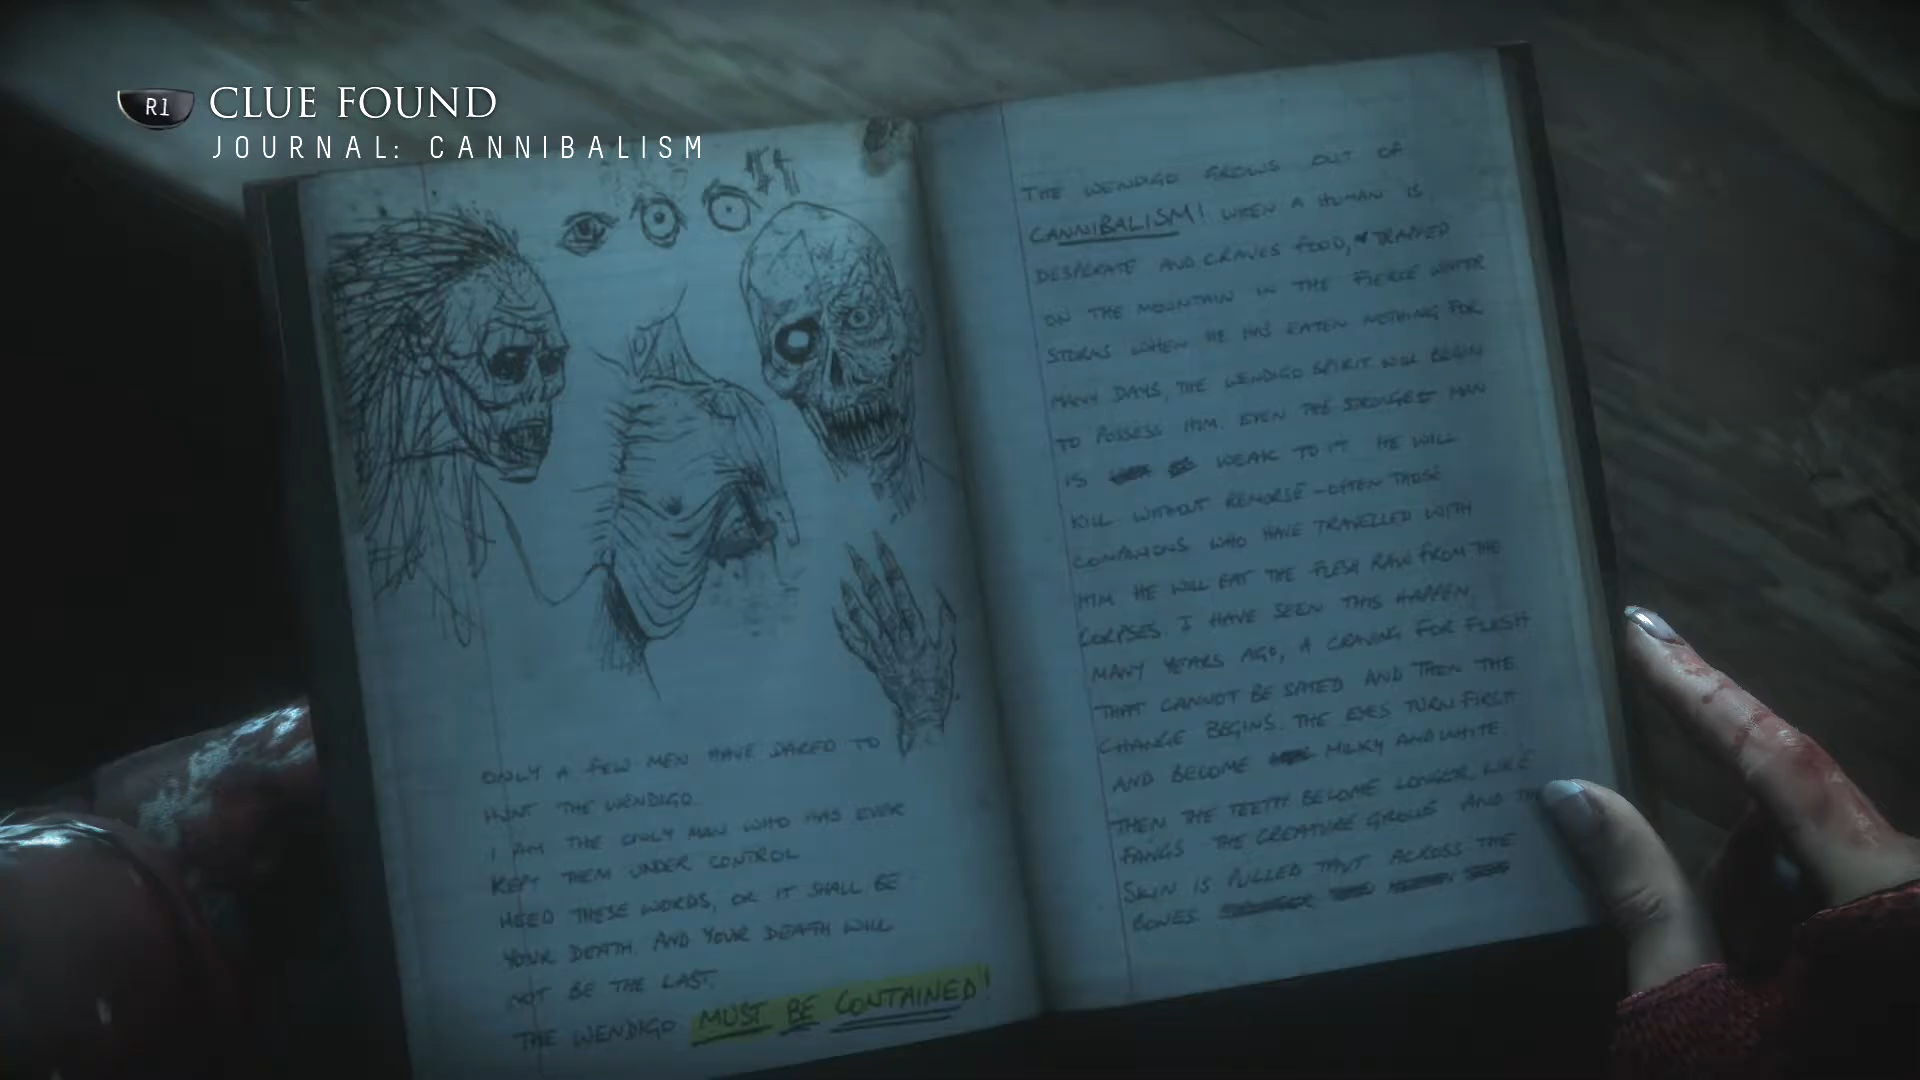 R1 CLUE FOUND
JOURNAL: CANNIBALISM
ONLY A FEW MEN HAVE DARED TO
HUNT THE WENDIGO.
I AM THE ONLY MAN WHO HAS EVER
KEPT THEM UNDER CONTROL
HEED THESE WORDS, OR IT SHALL BE
YOUR DEATH. AND YOUR DEATH WILL
NOT BE THE LAST.
THE WENDIGO MUST BE CONTAINED!
THE WENDIGO GROWS OUT OF
CANNIBALISM! WHEN A HUMAN IS
DESPERATE AND CRAVES FOOD, TRAPPED
ON THE MOUNTAIN IN THE FIERCE WINTER
STORMS WHEN HE HAS EATEN NOTHING FOR
MANY DAYS, THE WENDIGO SPIRIT WILL BEGIN
TO POSSESS HIM. EVEN THE STRONGEST MAN
IS WEAK TO IT HE WILL
KILL WITHOUT REMORSE - OFTEN THOSE
COMPANIONS WHO HAVE TRAVELLED WITH
HIM HE WILL EAT THE FLESH RAW FROM THE
CORPSES. I HAVE SEEN THIS HAPPEN.
MANY YEARS AGO, A CRAVING FOR FLESH
THAT CANNOT BE SATED AND THEN THE
CHANGE BEGINS. THE EYES TURN FIRST
AND BECOME MILKY AND WHITE.
THEN THE TEETH BECOME LONGER, LIKE
FANGS THE CREATURE GROWS AND THE
SKIN IS PULLED TAUT ACROSS THE
BONES